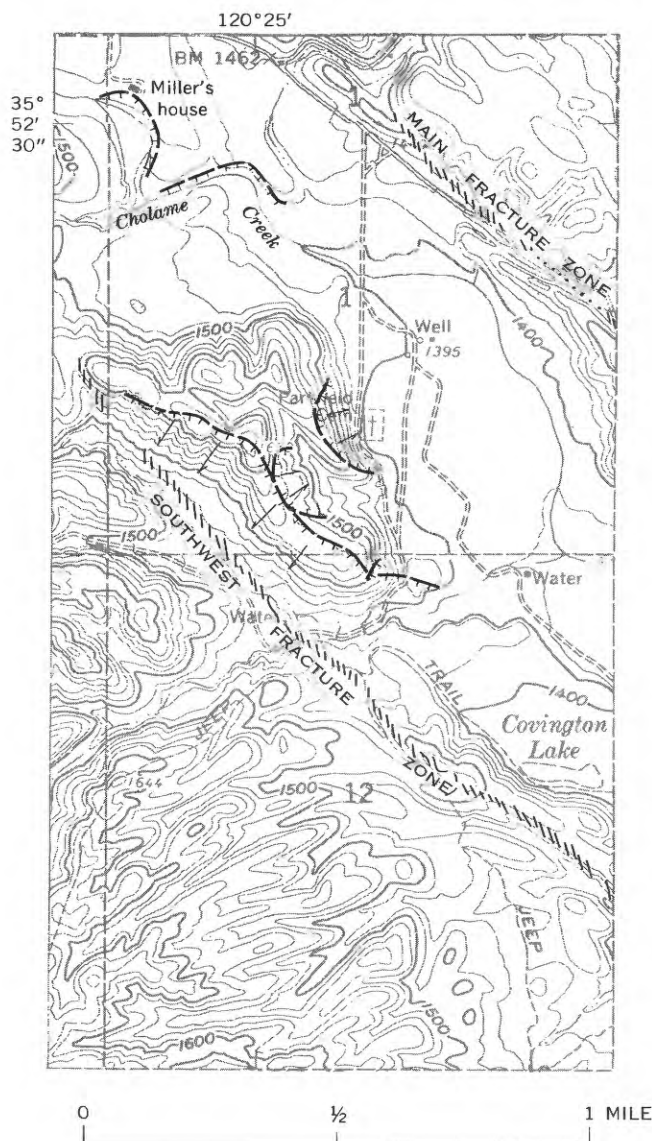 120°25′
BM 1462
Miller's
house
35°
52′
30″
1500
MAIN FRACTURE ZONE
Cholame Creek
1
1500
1400
Well
1395
1500
1500
SOUTHWEST FRACTURE ZONE
Water
Water
TRAIL
JEEP
1400
Covington
Lake
1644
1500
12
JEEP
1500
1600
0 ½ 1 MILE